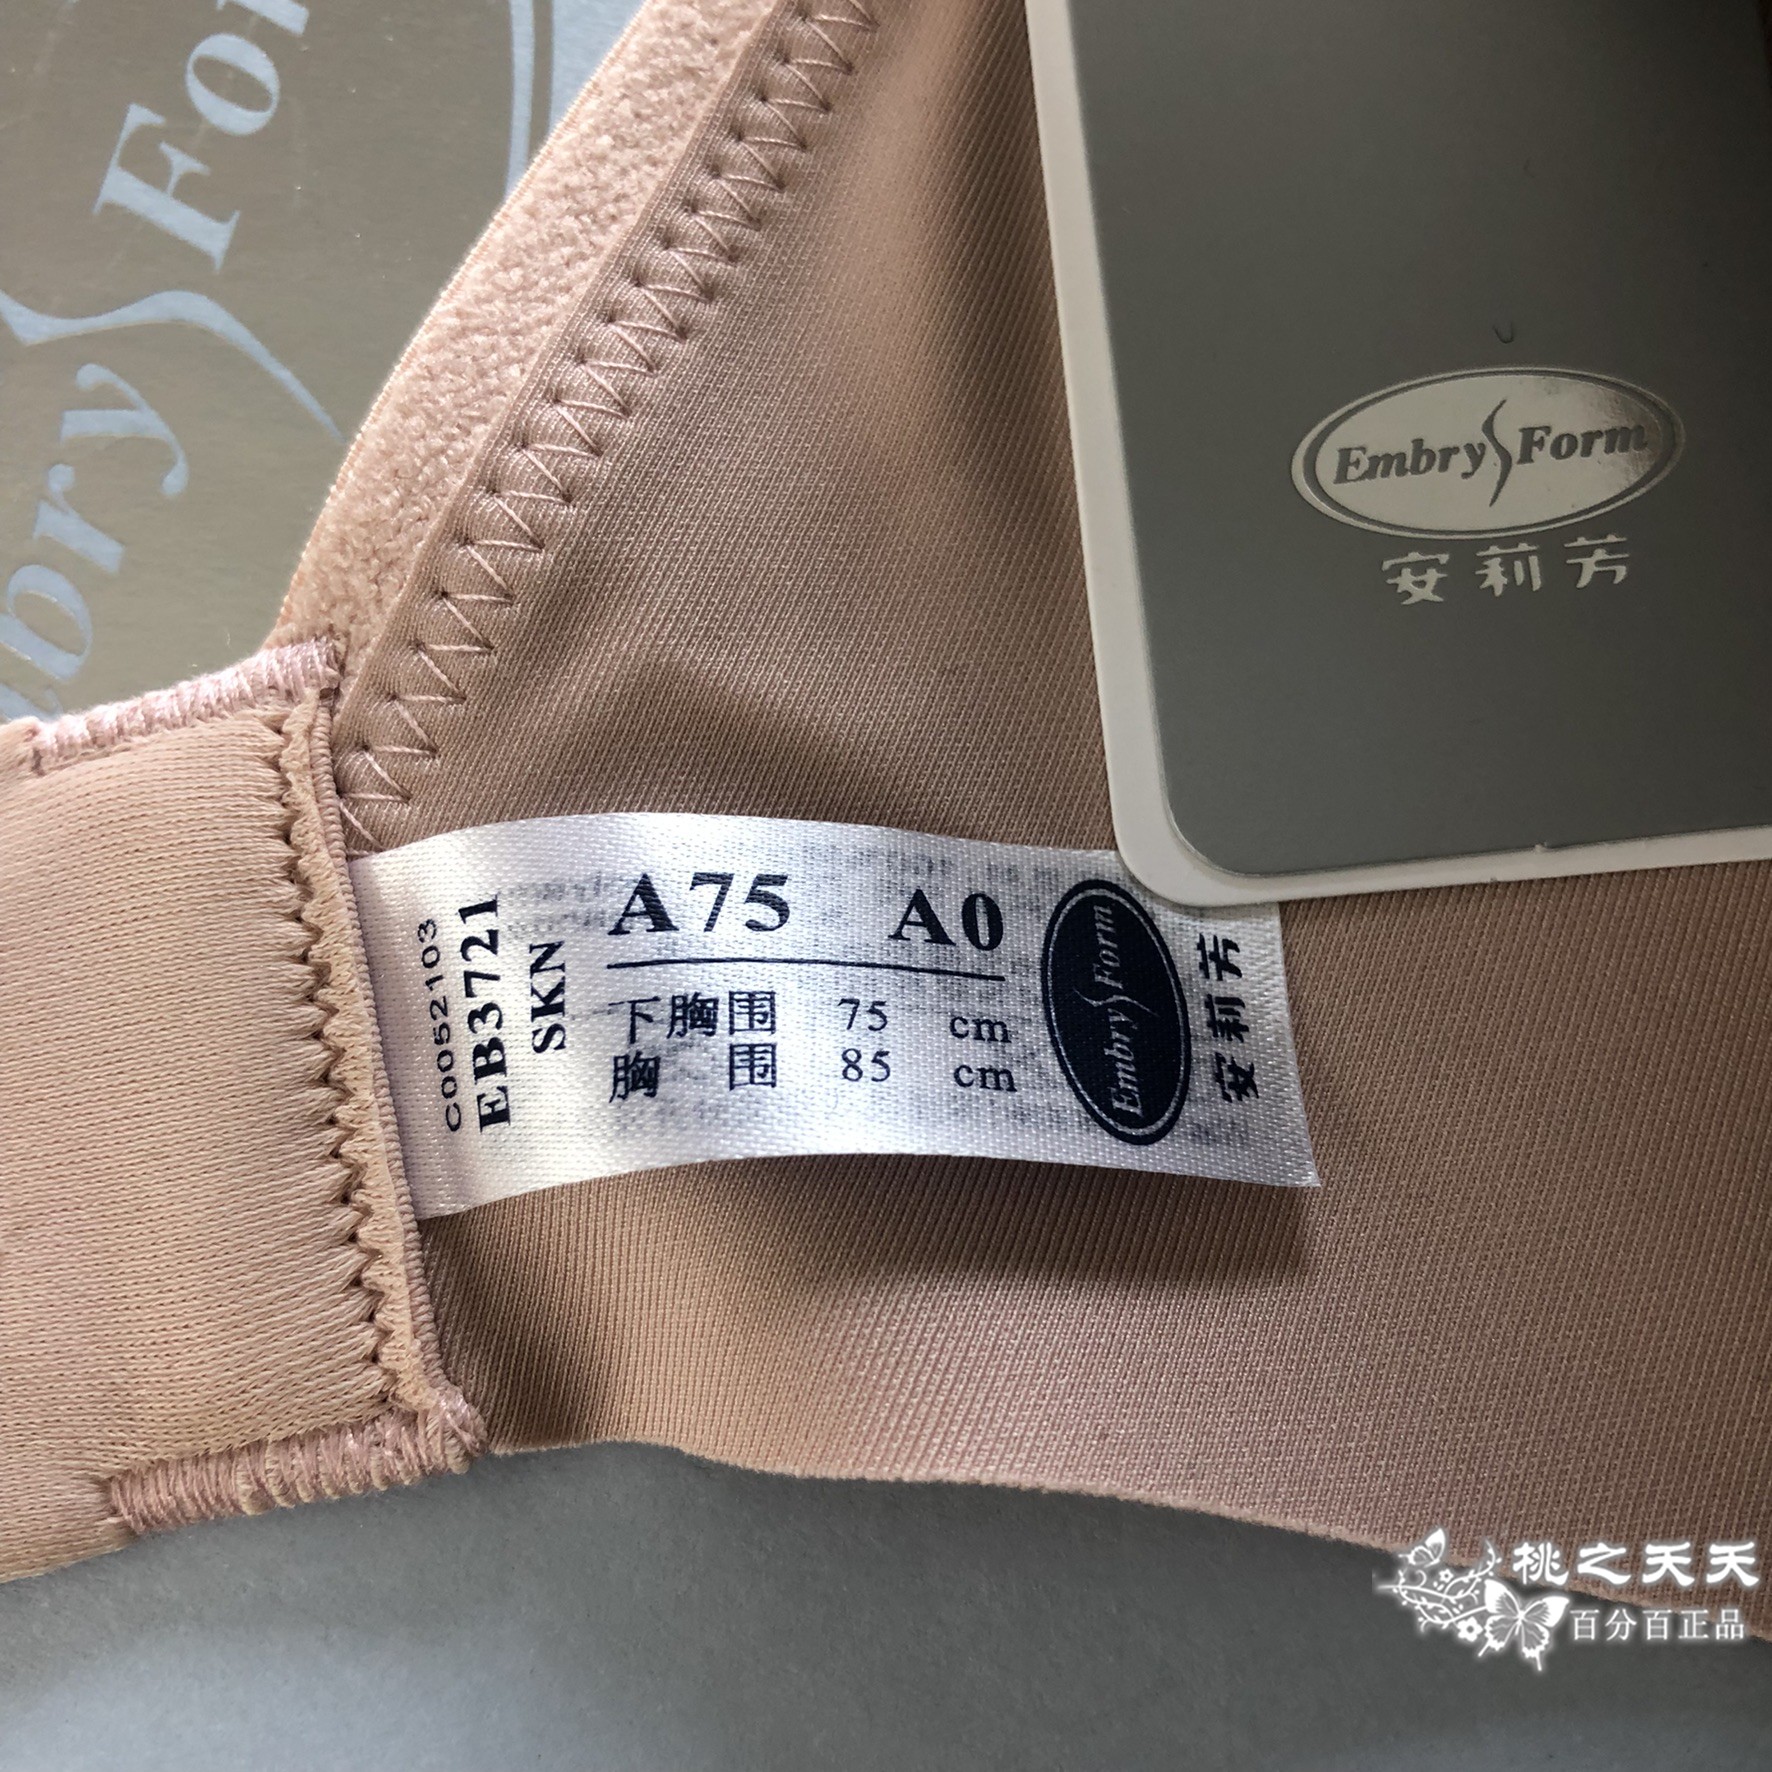 Embry Form
Embry Form
安莉芳
C0052103
EB3721
SKN
A75 A0
下胸围 75 cm
胸围 85 cm
Embry Form
安莉芳
桃之夭夭
百分百正品